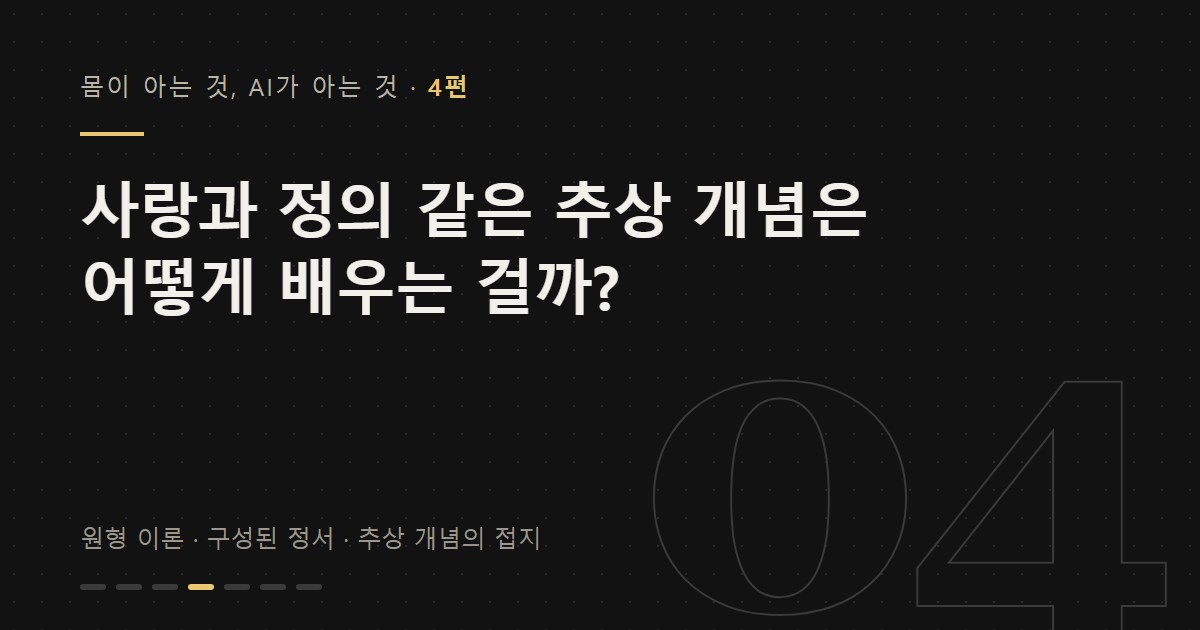 몸이 아는 것, AI가 아는 것 · 4편
사랑과 정의 같은 추상 개념은
어떻게 배우는 걸까?
04
원형 이론 · 구성된 정서 · 추상 개념의 접지